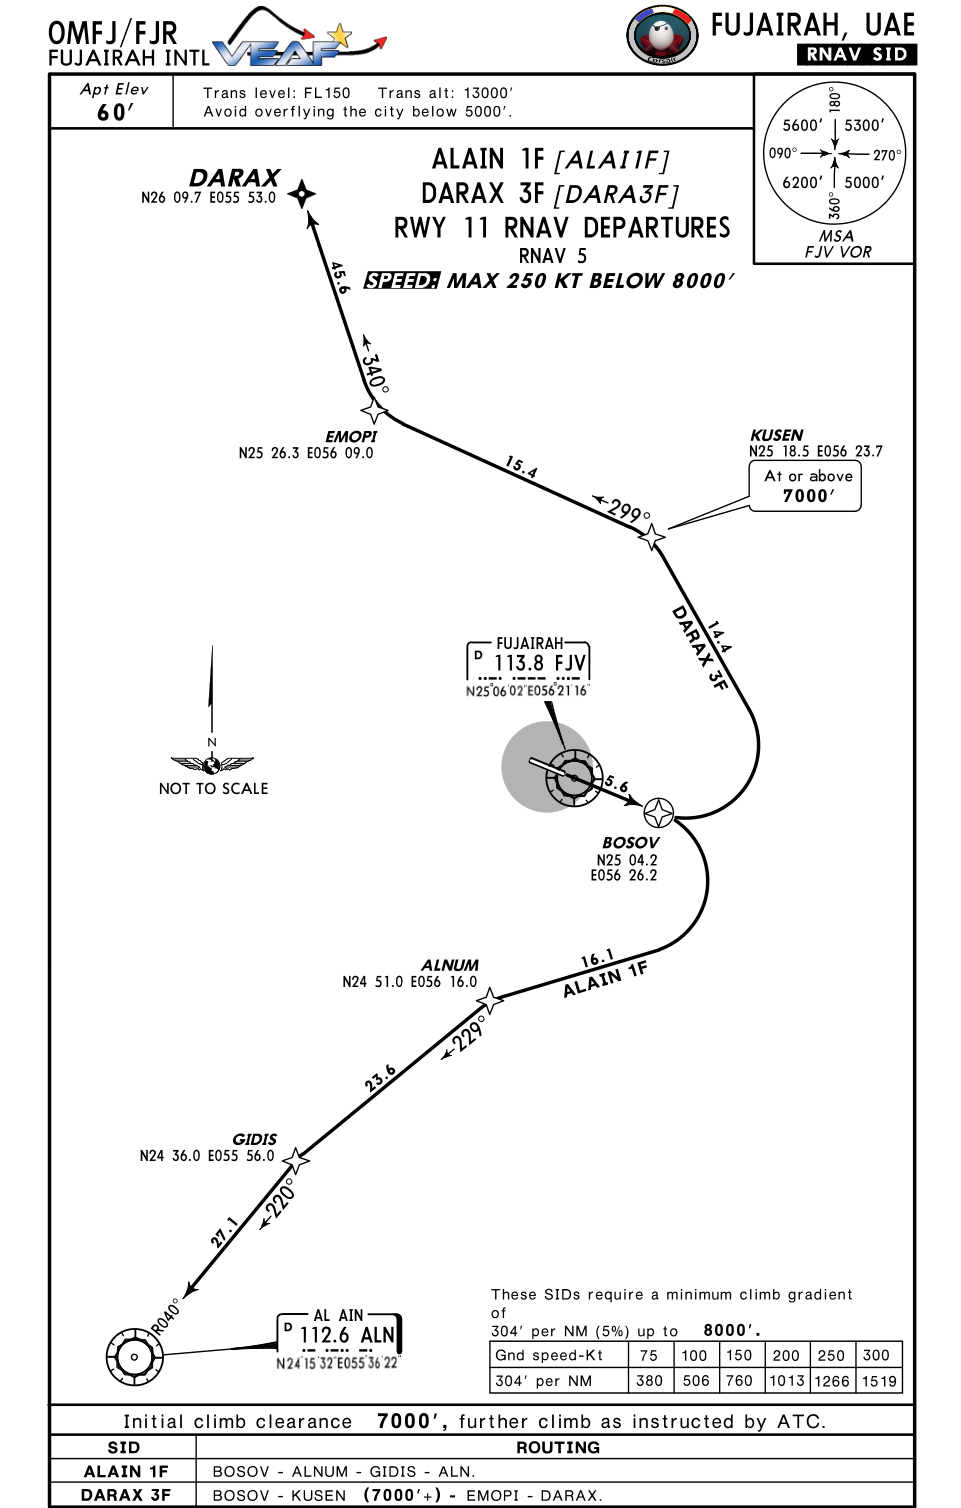 OMFJ/FJR
FUJAIRAH INTL
VEAF
Corsair
FUJAIRAH, UAE
RNAV SID
Apt Elev
60'
Trans level: FL150 Trans alt: 13000'
Avoid overflying the city below 5000'.
180°
5600' 5300'
090° 270°
6200' 5000'
360°
MSA
FJV VOR
ALAIN 1F [ALAI1F]
DARAX 3F [DARA3F]
RWY 11 RNAV DEPARTURES
RNAV 5
SPEED: MAX 250 KT BELOW 8000'
DARAX
N26 09.7 E055 53.0
45.6
340°
EMOPI
N25 26.3 E056 09.0
15.4
299°
KUSEN
N25 18.5 E056 23.7
At or above
7000'
14.4
DARAX 3F
FUJAIRAH
D 113.8 FJV
N25°06'02"E056°21'16"
5.6
N
NOT TO SCALE
BOSOV
N25 04.2
E056 26.2
16.1
ALAIN 1F
ALNUM
N24 51.0 E056 16.0
229°
23.6
GIDIS
N24 36.0 E055 56.0
220°
27.1
R040°
AL AIN
D 112.6 ALN
N24°15'32"E055°36'22"
These SIDs require a minimum climb gradient
of
304' per NM (5%) up to 8000'.
Gnd speed-Kt 75 100 150 200 250 300
304' per NM 380 506 760 1013 1266 1519
Initial climb clearance 7000', further climb as instructed by ATC.
SID ROUTING
ALAIN 1F BOSOV - ALNUM - GIDIS - ALN.
DARAX 3F BOSOV - KUSEN (7000'+) - EMOPI - DARAX.